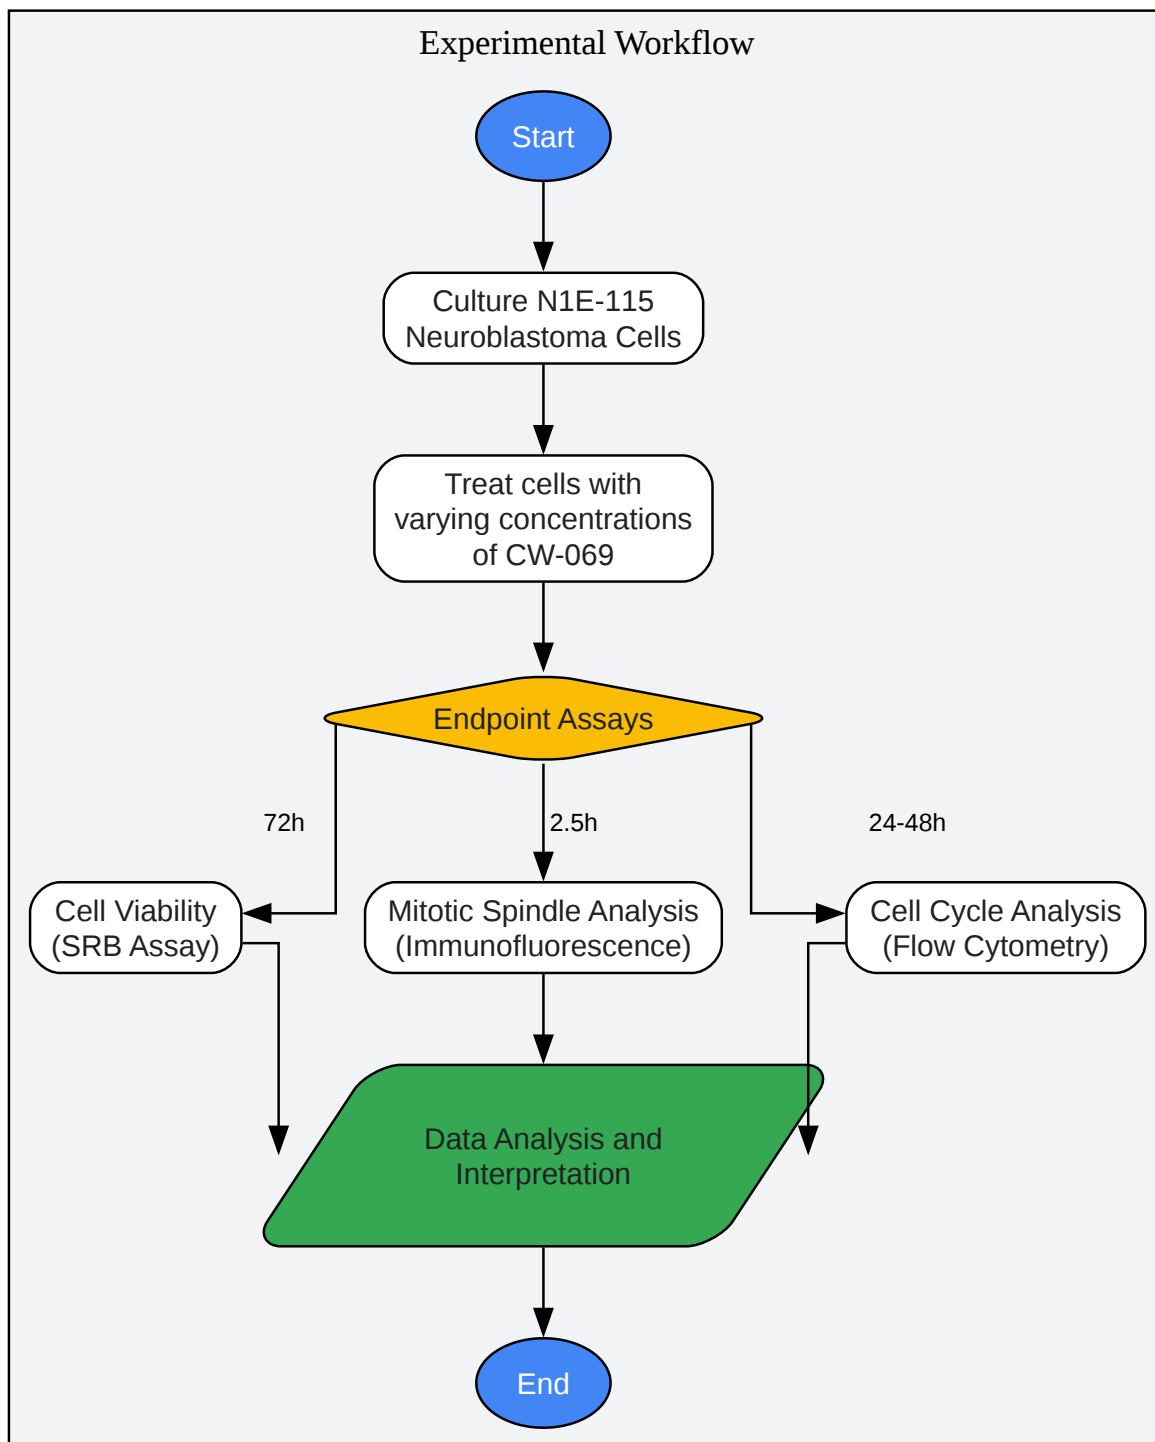 Experimental Workflow
Start
Culture N1E-115
Neuroblastoma Cells
Treat cells with
varying concentrations
of CW-069
Endpoint Assays
72h
2.5h
24-48h
Cell Viability
(SRB Assay)
Mitotic Spindle Analysis
(Immunofluorescence)
Cell Cycle Analysis
(Flow Cytometry)
Data Analysis and
Interpretation
End